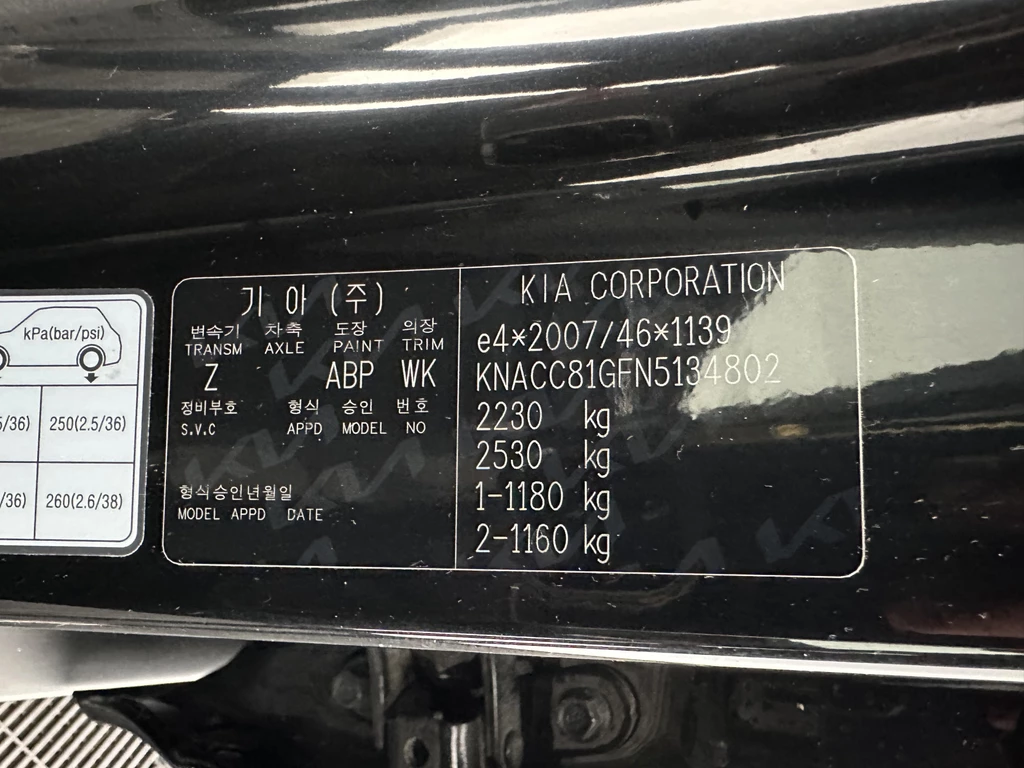 kPa(bar/psi)
5/36) 250(2.5/36)
/36) 260(2.6/38)
기 아 (주)
변속기 차축 도장 의장
TRANSM AXLE PAINT TRIM
Z ABP WK
정비부호 형식 승인 번호
S.V.C APPD MODEL NO
형식승인년월일
MODEL APPD DATE
KIA CORPORATION
e4*2007/46*1139
KNACC81GFN5134802
2230 kg
2530 kg
1-1180 kg
2-1160 kg